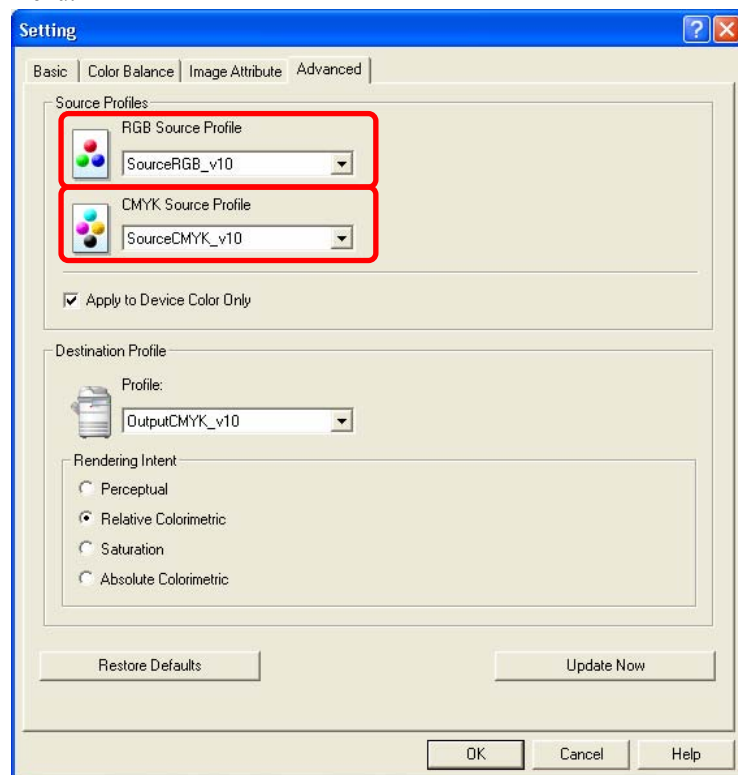 Setting
Basic Color Balance Image Attribute Advanced
Source Profiles
RGB Source Profile
SourceRGB_v10
CMYK Source Profile
SourceCMYK_v10
Apply to Device Color Only
Destination Profile
Profile:
OutputCMYK_v10
Rendering Intent
Perceptual
Relative Colorimetric
Saturation
Absolute Colorimetric
Restore Defaults Update Now
OK Cancel Help